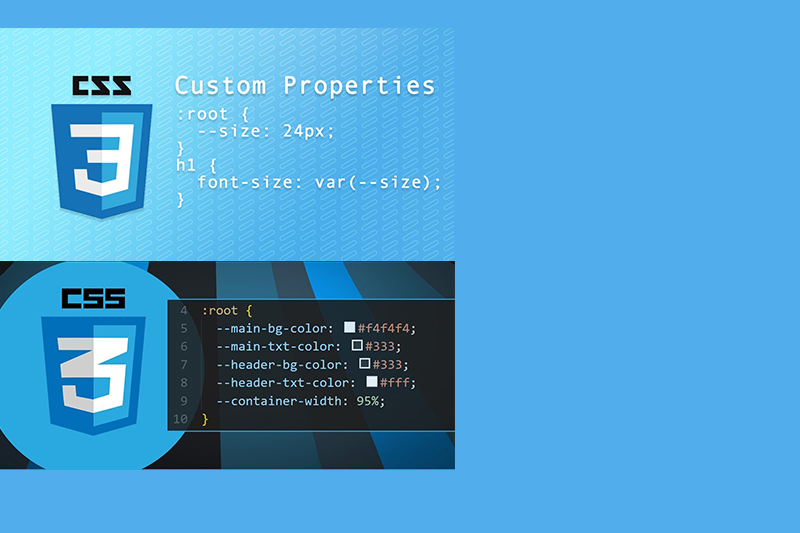 CSS
3
Custom Properties
:root {
  --size: 24px;
}
h1 {
  font-size: var(--size);
}
CSS
3
4 :root {
5   --main-bg-color: #f4f4f4;
6   --main-txt-color: #333;
7   --header-bg-color: #333;
8   --header-txt-color: #fff;
9   --container-width: 95%;
10 }